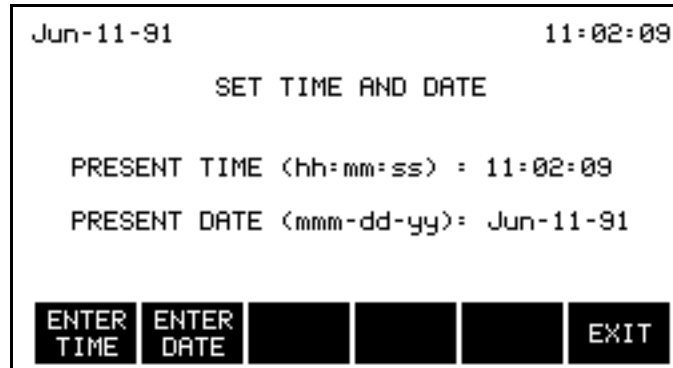 Jun-11-91 11:02:09
SET TIME AND DATE
PRESENT TIME (hh:mm:ss) : 11:02:09
PRESENT DATE (mmm-dd-yy): Jun-11-91
ENTER TIME ENTER DATE EXIT